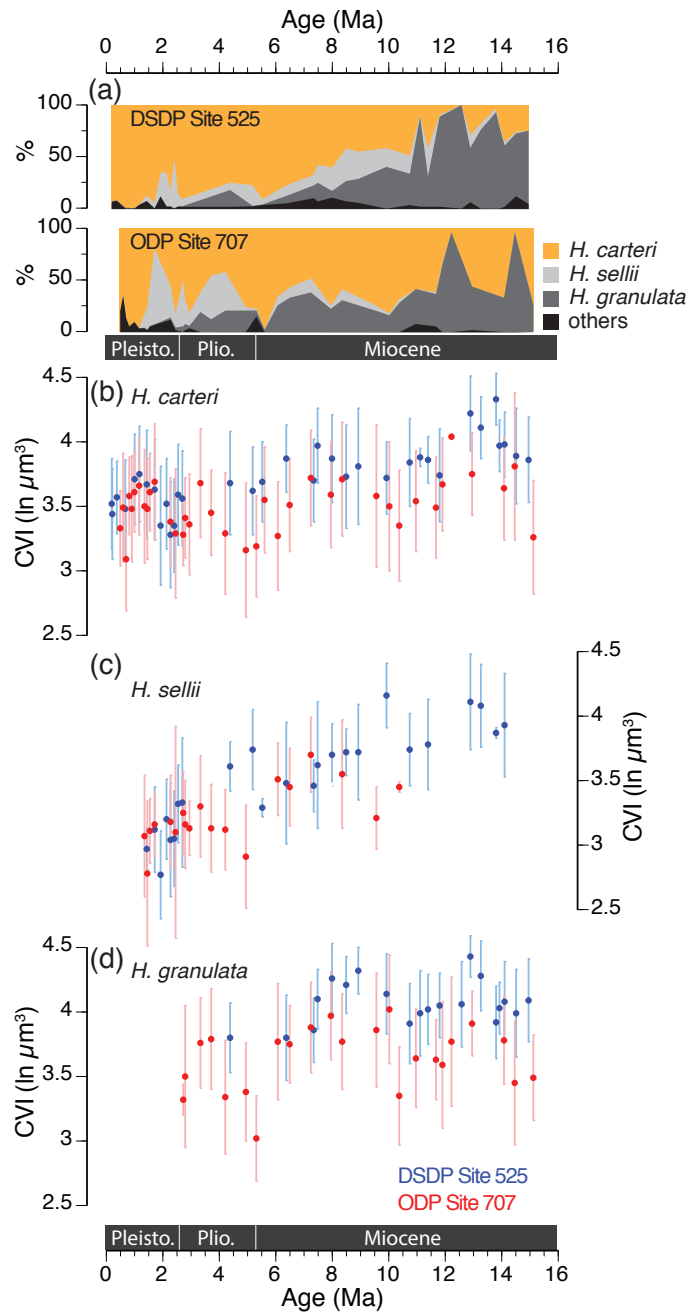 Age (Ma)
0 2 4 6 8 10 12 14 16
(a)
100
DSDP Site 525
%
50
0
100
ODP Site 707
%
50
0
H. carteri
H. sellii
H. granulata
others
Pleisto. Plio. Miocene
(b)
4.5
H. carteri
4
CVI (ln µm³)
3.5
3
2.5
(c)
4.5
H. sellii
4
CVI (ln µm³)
3.5
3
2.5
(d)
4.5
H. granulata
4
CVI (ln µm³)
3.5
3
2.5
DSDP Site 525
ODP Site 707
Pleisto. Plio. Miocene
0 2 4 6 8 10 12 14 16
Age (Ma)